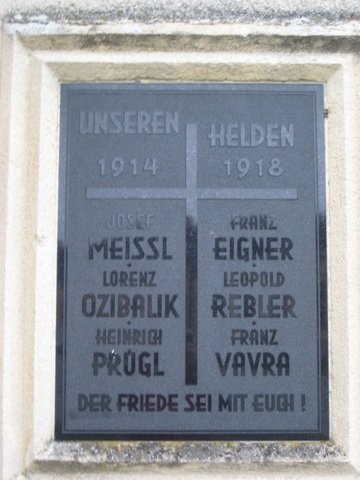 UNSEREN HELDEN
1914 1918
JOSEF
MEISSL
LORENZ
OZIBALIK
HEINRICH
PRÜGL
FRANZ
EIGNER
LEOPOLD
REBLER
FRANZ
VAVRA
DER FRIEDE SEI MIT EUCH!